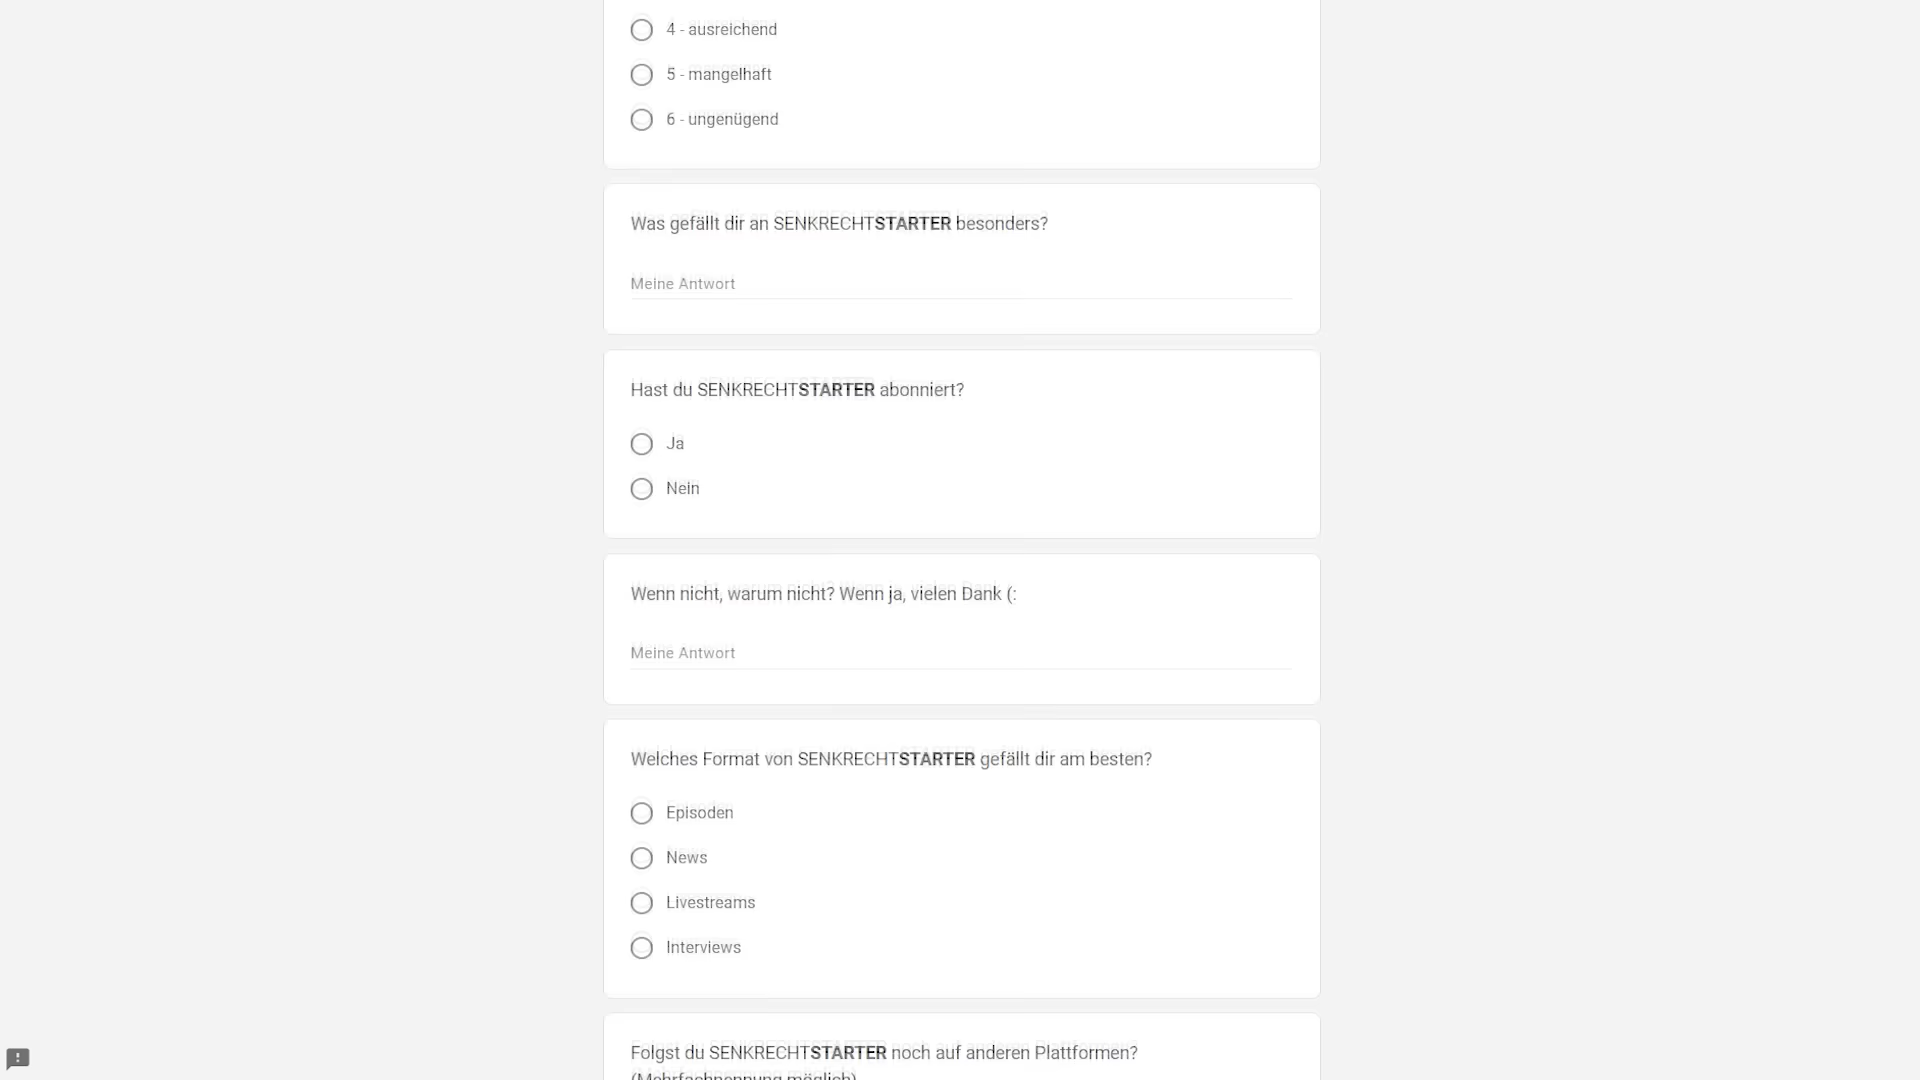 4 - ausreichend
5 - mangelhaft
6 - ungenügend
Was gefällt dir an SENKRECHTSTARTER besonders?
Meine Antwort
Hast du SENKRECHTSTARTER abonniert?
Ja
Nein
Wenn nicht, warum nicht? Wenn ja, vielen Dank (:
Meine Antwort
Welches Format von SENKRECHTSTARTER gefällt dir am besten?
Episoden
News
Livestreams
Interviews
Folgst du SENKRECHTSTARTER noch auf anderen Plattformen?
(Mehrfachnennung möglich)